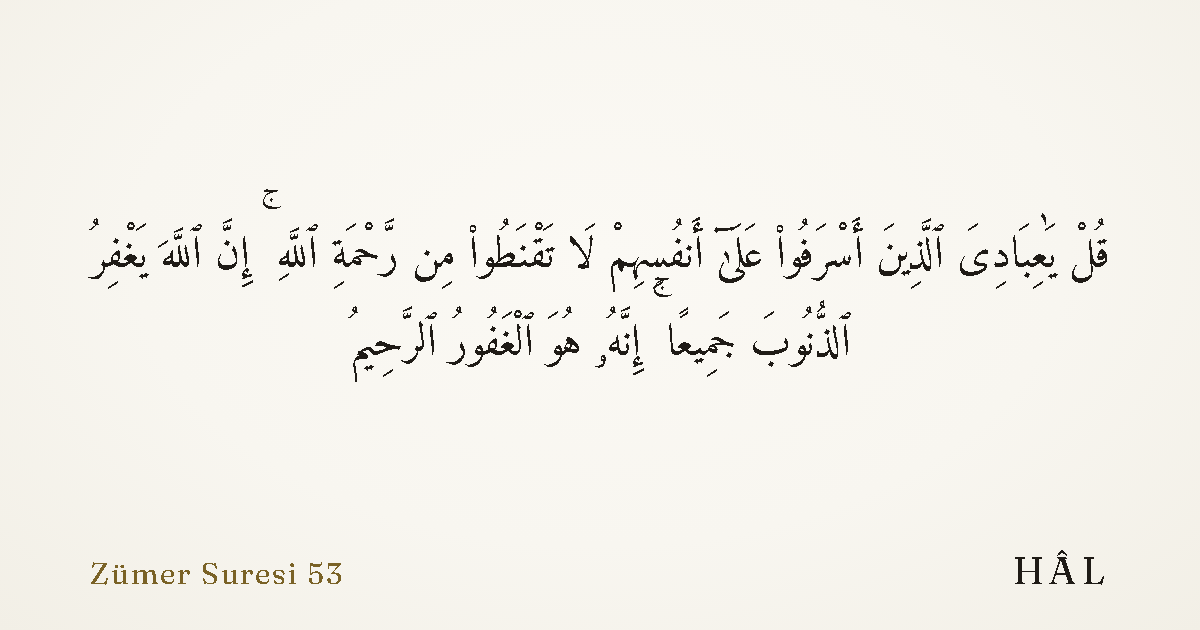 قُلْ يَـٰعِبَادِىَ ٱلَّذِينَ أَسْرَفُوا۟ عَلَىٰٓ أَنفُسِهِمْ لَا تَقْنَطُوا۟ مِن رَّحْمَةِ ٱللَّهِ ۚ إِنَّ ٱللَّهَ يَغْفِرُ
ٱلذُّنُوبَ جَمِيعًا ۚ إِنَّهُۥ هُوَ ٱلْغَفُورُ ٱلرَّحِيمُ
Zümer Suresi 53
HÂL